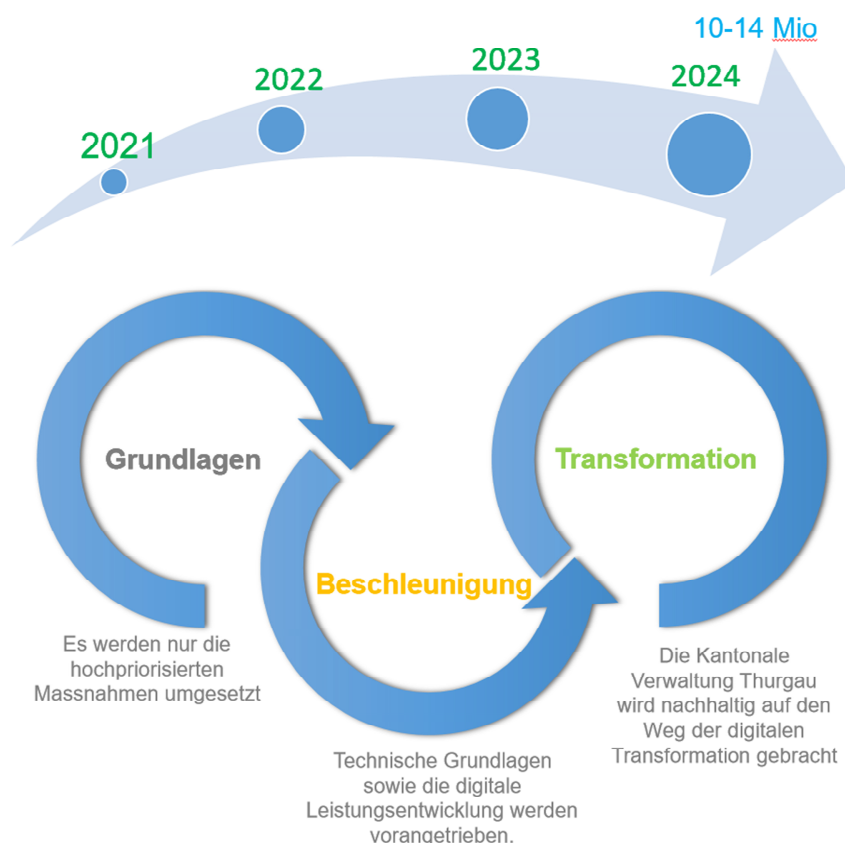 10-14 Mio
2021
2022
2023
2024
Grundlagen
Es werden nur die
hochpriorisierten
Massnahmen umgesetzt
Beschleunigung
Technische Grundlagen
sowie die digitale
Leistungsentwicklung werden
vorangetrieben.
Transformation
Die Kantonale
Verwaltung Thurgau
wird nachhaltig auf den
Weg der digitalen
Transformation gebracht